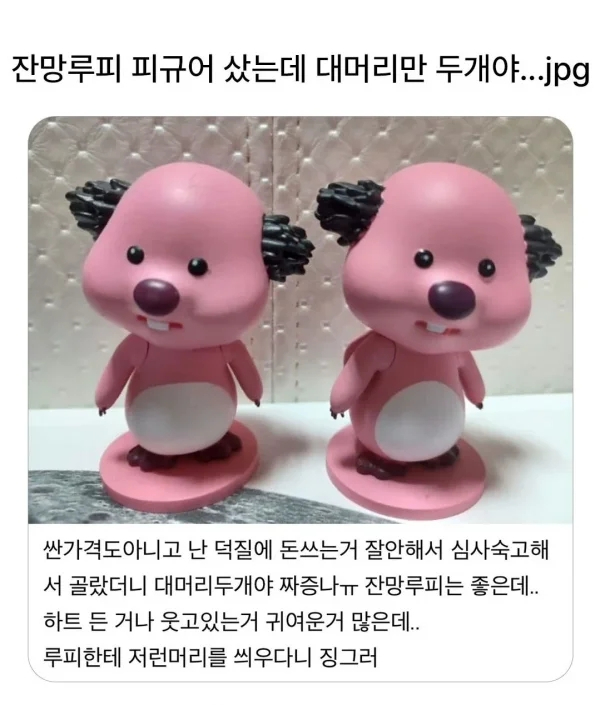 잔망루피 피규어 샀는데 대머리만 두개야...jpg
싼가격도아니고 난 덕질에 돈쓰는거 잘안해서 심사숙고해
서 골랐더니 대머리두개야 짜증나ㅠ 잔망루피는 좋은데..
하트 든 거나 웃고있는거 귀여운거 많은데..
루피한테 저런머리를 씌우다니 징그러